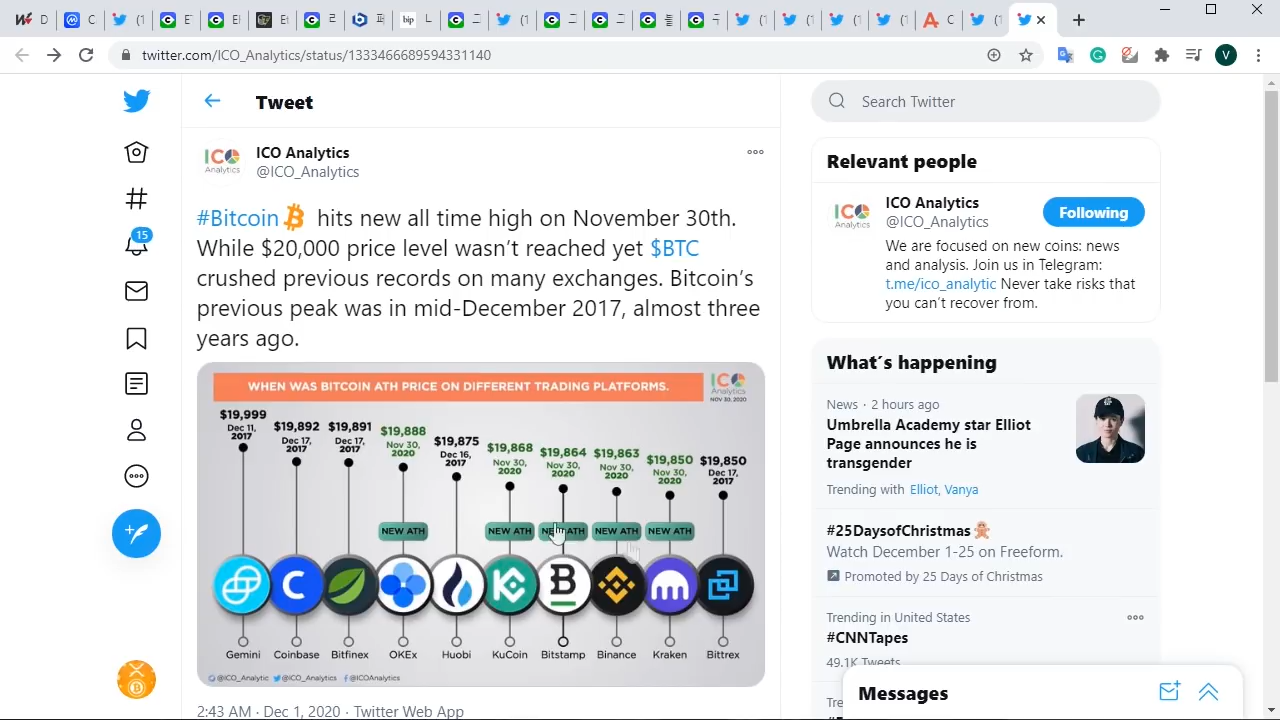 twitter.com/ICO_Analytics/status/1333466689594331140
V
Tweet
Search Twitter
ICO Analytics
@ICO_Analytics
#Bitcoin hits new all time high on November 30th.
While $20,000 price level wasn't reached yet $BTC
crushed previous records on many exchanges. Bitcoin's
previous peak was in mid-December 2017, almost three
years ago.
WHEN WAS BITCOIN ATH PRICE ON DIFFERENT TRADING PLATFORMS.
ICO
Analytics
NOV 30, 2020
$19,999
Dec 11,
2017
$19,892
Dec 17,
2017
$19,891
Dec 17,
2017
$19,888
Nov 30,
2020
$19,875
Dec 16,
2017
$19,868
Nov 30,
2020
$19,864
Nov 30,
2020
$19,863
Nov 30,
2020
$19,850
Nov 30,
2020
$19,850
Dec 17,
2017
NEW ATH
NEW ATH
NEW ATH
NEW ATH
NEW ATH
Gemini Coinbase Bitfinex OKEx Huobi KuCoin Bitstamp Binance Kraken Bittrex
@ICO_Analytic @ICO_Analytics @ICOAnalytics
2:43 AM · Dec 1, 2020 · Twitter Web App
15
Relevant people
ICO Analytics
@ICO_Analytics
Following
We are focused on new coins: news
and analysis. Join us in Telegram:
t.me/ico_analytic Never take risks that
you can't recover from.
What's happening
News · 2 hours ago
Umbrella Academy star Elliot
Page announces he is
transgender
Trending with Elliot, Vanya
#25DaysofChristmas
Watch December 1-25 on Freeform.
Promoted by 25 Days of Christmas
Trending in United States
#CNNTapes
49.1K Tweets
Messages